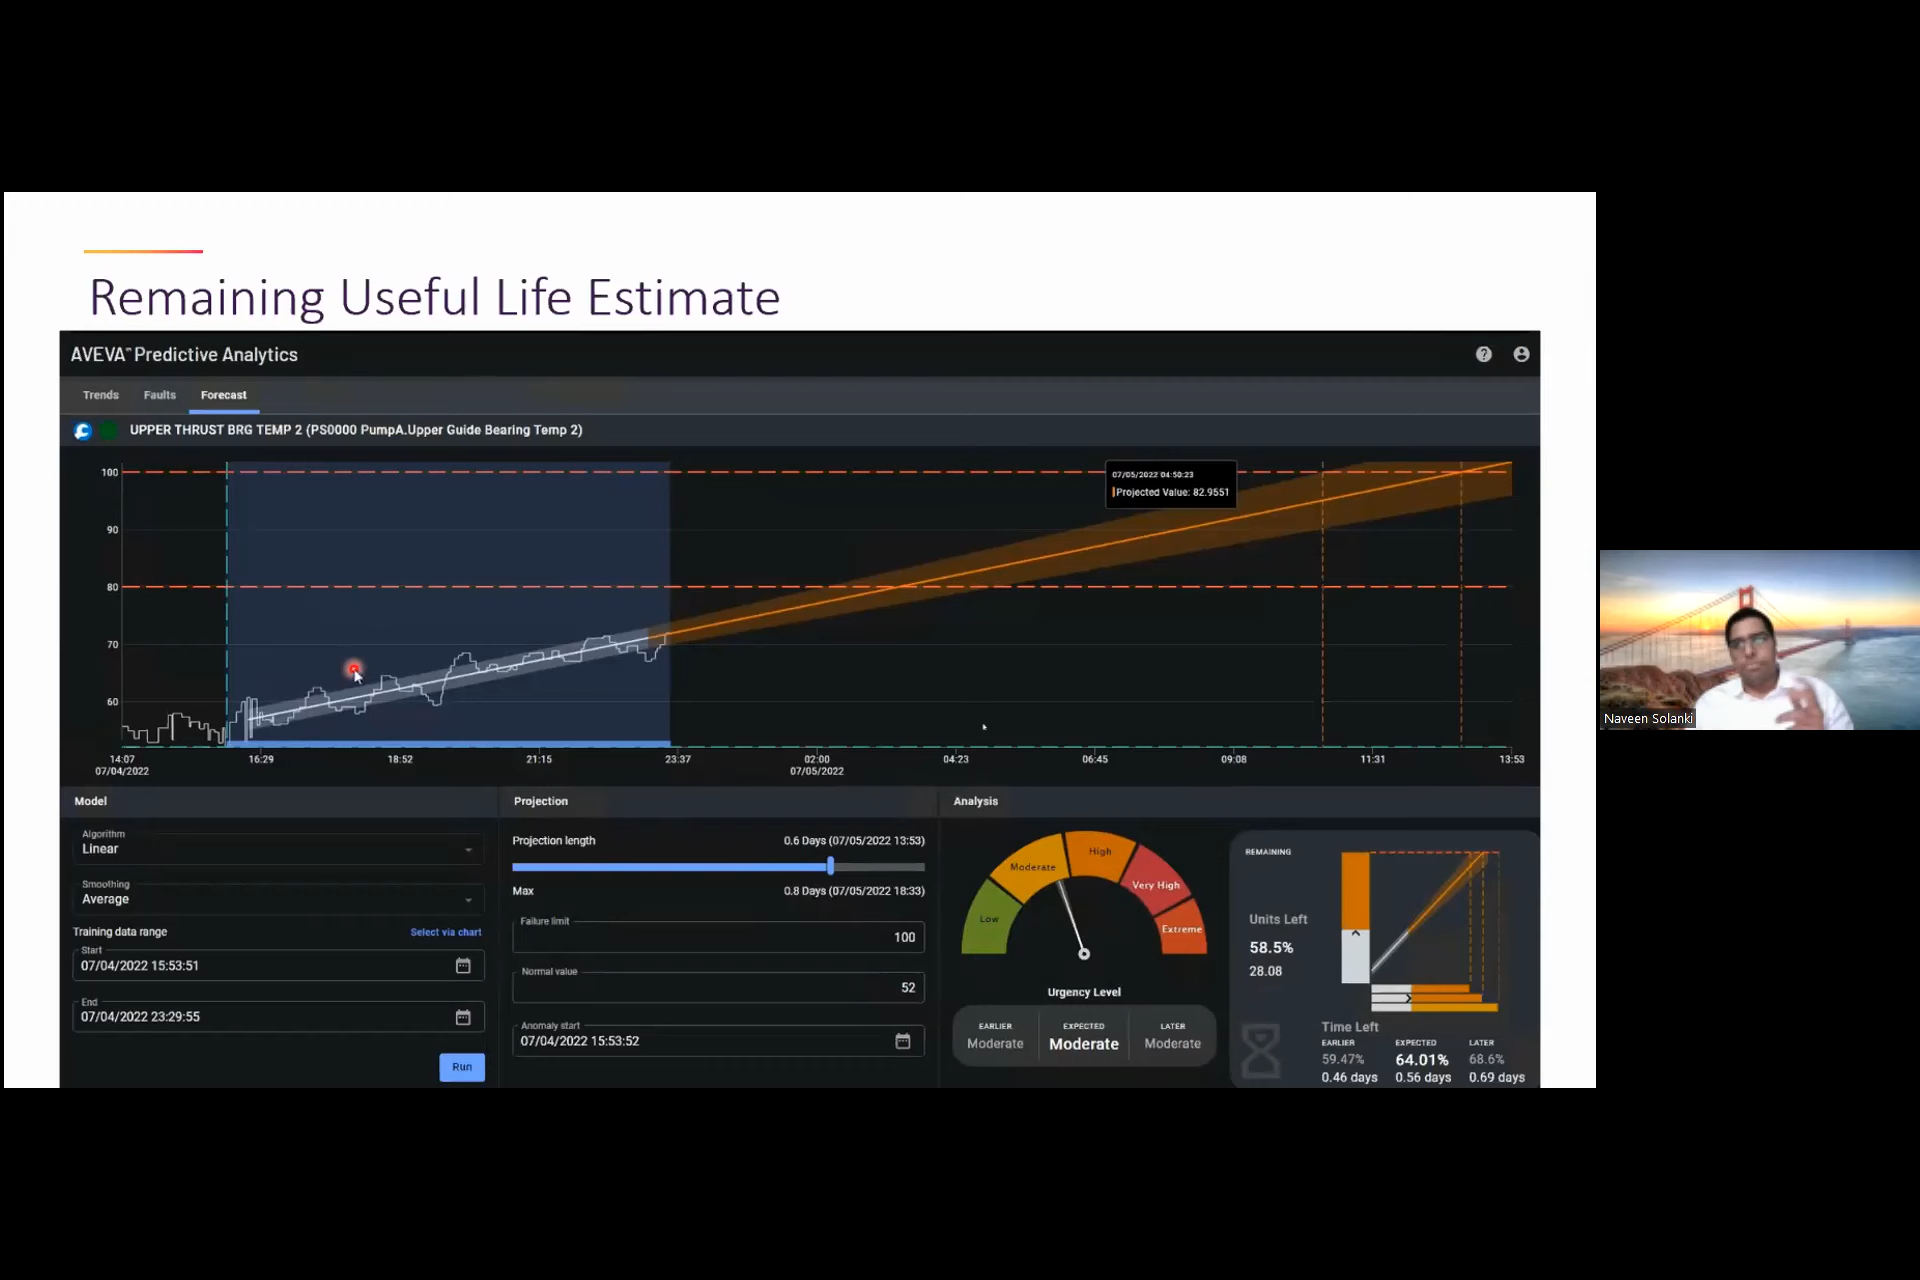 Remaining Useful Life Estimate
AVEVA™ Predictive Analytics
Trends Faults Forecast
UPPER THRUST BRG TEMP 2 (PS0000 PumpA.Upper Guide Bearing Temp 2)
100
90
80
70
60
07/05/2022 04:50:23
Projected Value: 82.9551
14:07 16:29 18:52 21:15 23:37 02:00 04:23 06:45 09:08 11:31 13:53
07/04/2022 07/05/2022
Model
Algorithm
Linear
Smoothing
Average
Training data range Select via chart
Start
07/04/2022 15:53:51
End
07/04/2022 23:29:55
Run
Projection
Projection length 0.6 Days (07/05/2022 13:53)
Max 0.8 Days (07/05/2022 18:33)
Failure limit
100
Normal value
52
Anomaly start
07/04/2022 15:53:52
Analysis
Low
Moderate
High
Very High
Extreme
Urgency Level
EARLIER EXPECTED LATER
Moderate Moderate Moderate
REMAINING
Units Left
58.5%
28.08
Time Left
EARLIER EXPECTED LATER
59.47% 64.01% 68.6%
0.46 days 0.56 days 0.69 days
Naveen Solanki